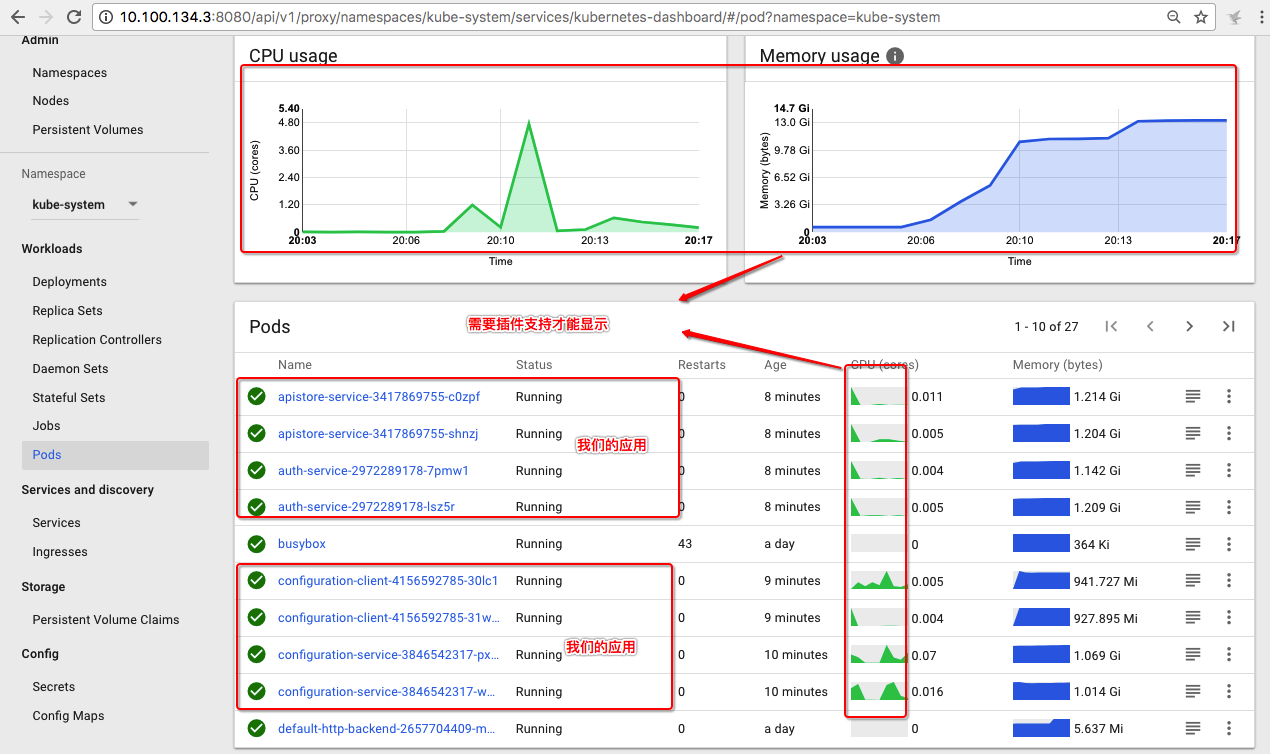 10.100.134.3:8080/api/v1/proxy/namespaces/kube-system/services/kubernetes-dashboard/#/pod?namespace=kube-system
Admin
Namespaces
Nodes
Persistent Volumes
Namespace
kube-system
Workloads
Deployments
Replica Sets
Replication Controllers
Daemon Sets
Stateful Sets
Jobs
Pods
Services and discovery
Services
Ingresses
Storage
Persistent Volume Claims
Config
Secrets
Config Maps
CPU usage
CPU (cores)
5.40
4.80
3.60
2.40
1.20
0
20:03 20:06 20:10 20:13 20:17
Time
Memory usage
Memory (bytes)
14.7 Gi
13.0 Gi
9.78 Gi
6.52 Gi
3.26 Gi
0
20:03 20:06 20:10 20:13 20:17
Time
Pods
需要插件支持才能显示
1 - 10 of 27
Name Status Restarts Age CPU (cores) Memory (bytes)
apistore-service-3417869755-c0zpf Running 0 8 minutes 0.011 1.214 Gi
apistore-service-3417869755-shnzj Running 0 8 minutes 0.005 1.204 Gi
我们的应用
auth-service-2972289178-7pmw1 Running 0 8 minutes 0.004 1.142 Gi
auth-service-2972289178-lsz5r Running 0 8 minutes 0.005 1.209 Gi
busybox Running 43 a day 0 364 Ki
configuration-client-4156592785-30lc1 Running 0 9 minutes 0.005 941.727 Mi
configuration-client-4156592785-31w... Running 0 9 minutes 0.004 927.895 Mi
我们的应用
configuration-service-3846542317-px... Running 0 10 minutes 0.07 1.069 Gi
configuration-service-3846542317-w... Running 0 10 minutes 0.016 1.014 Gi
default-http-backend-2657704409-m... Running 0 a day 0 5.637 Mi